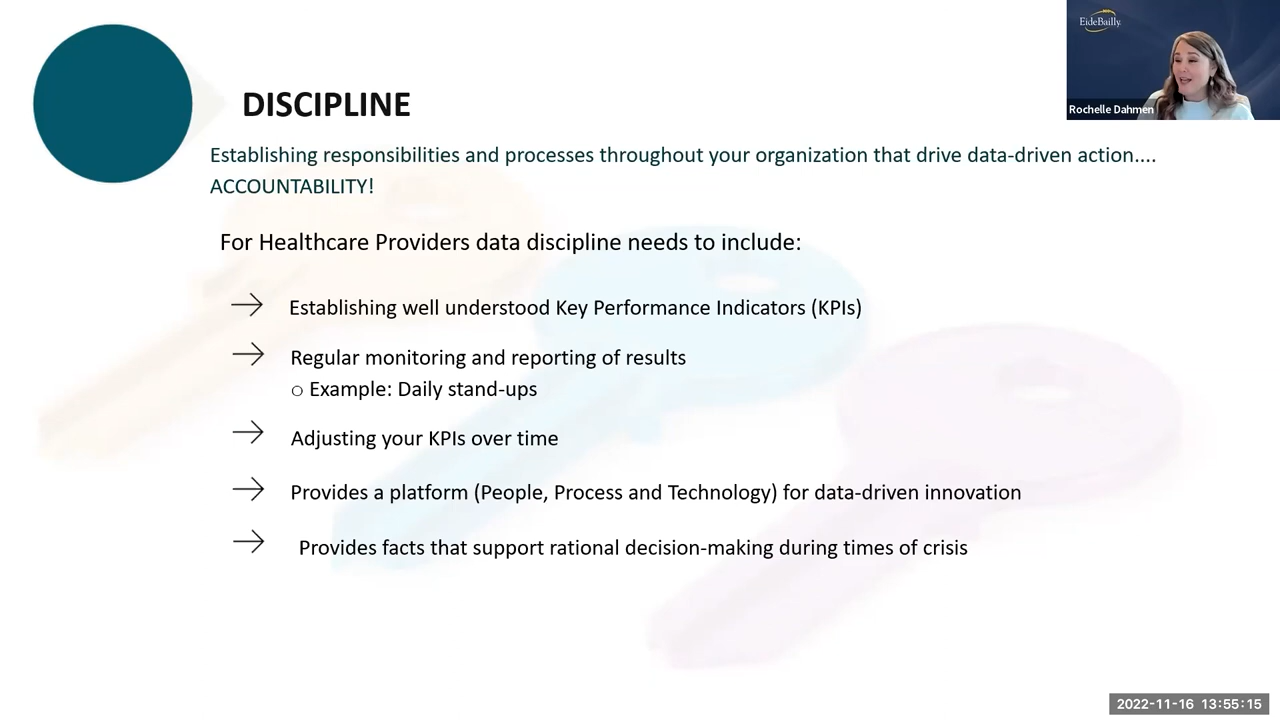 EideBailly
Rochelle Dahmen
DISCIPLINE
Establishing responsibilities and processes throughout your organization that drive data-driven action....
ACCOUNTABILITY!
For Healthcare Providers data discipline needs to include:
→ Establishing well understood Key Performance Indicators (KPIs)
→ Regular monitoring and reporting of results
○ Example: Daily stand-ups
→ Adjusting your KPIs over time
→ Provides a platform (People, Process and Technology) for data-driven innovation
→ Provides facts that support rational decision-making during times of crisis
2022-11-16 13:55:15